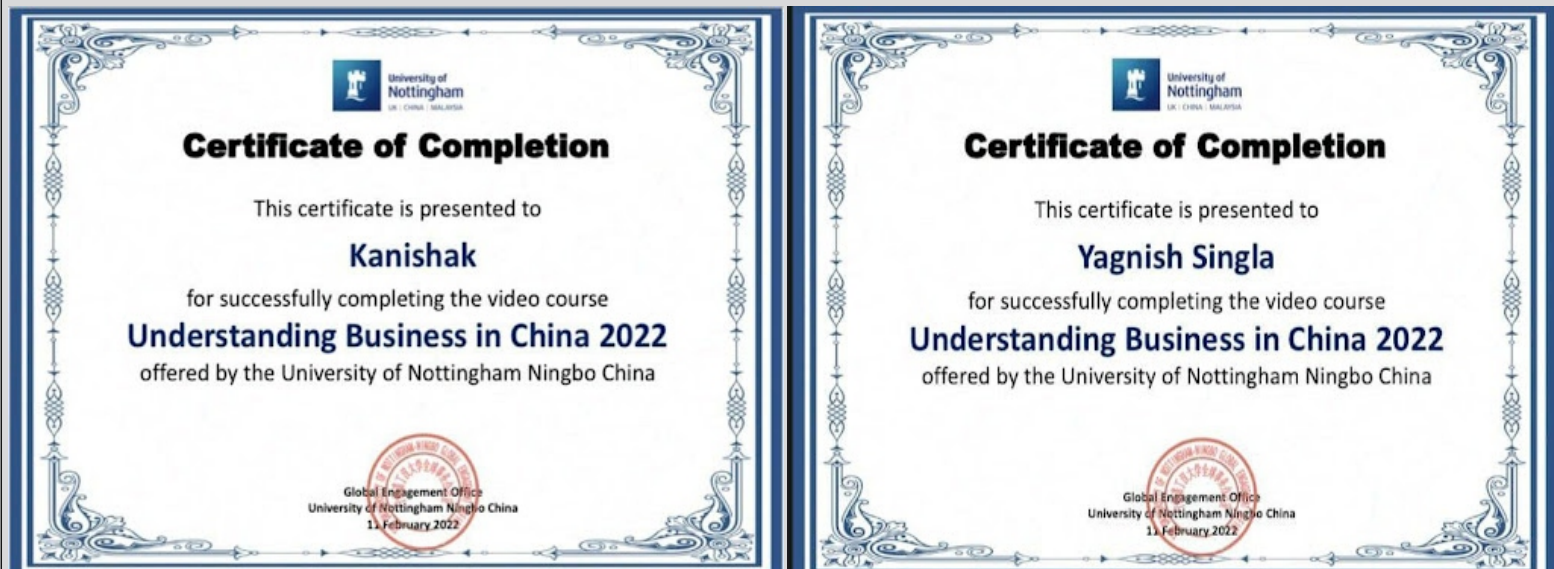 University of
Nottingham
UK | CHINA | MALAYSIA
Certificate of Completion
This certificate is presented to
Kanishak
for successfully completing the video course
Understanding Business in China 2022
offered by the University of Nottingham Ningbo China
Global Engagement Office
University of Nottingham Ningbo China
11 February 2022
University of
Nottingham
UK | CHINA | MALAYSIA
Certificate of Completion
This certificate is presented to
Yagnish Singla
for successfully completing the video course
Understanding Business in China 2022
offered by the University of Nottingham Ningbo China
Global Engagement Office
University of Nottingham Ningbo China
11 February 2022